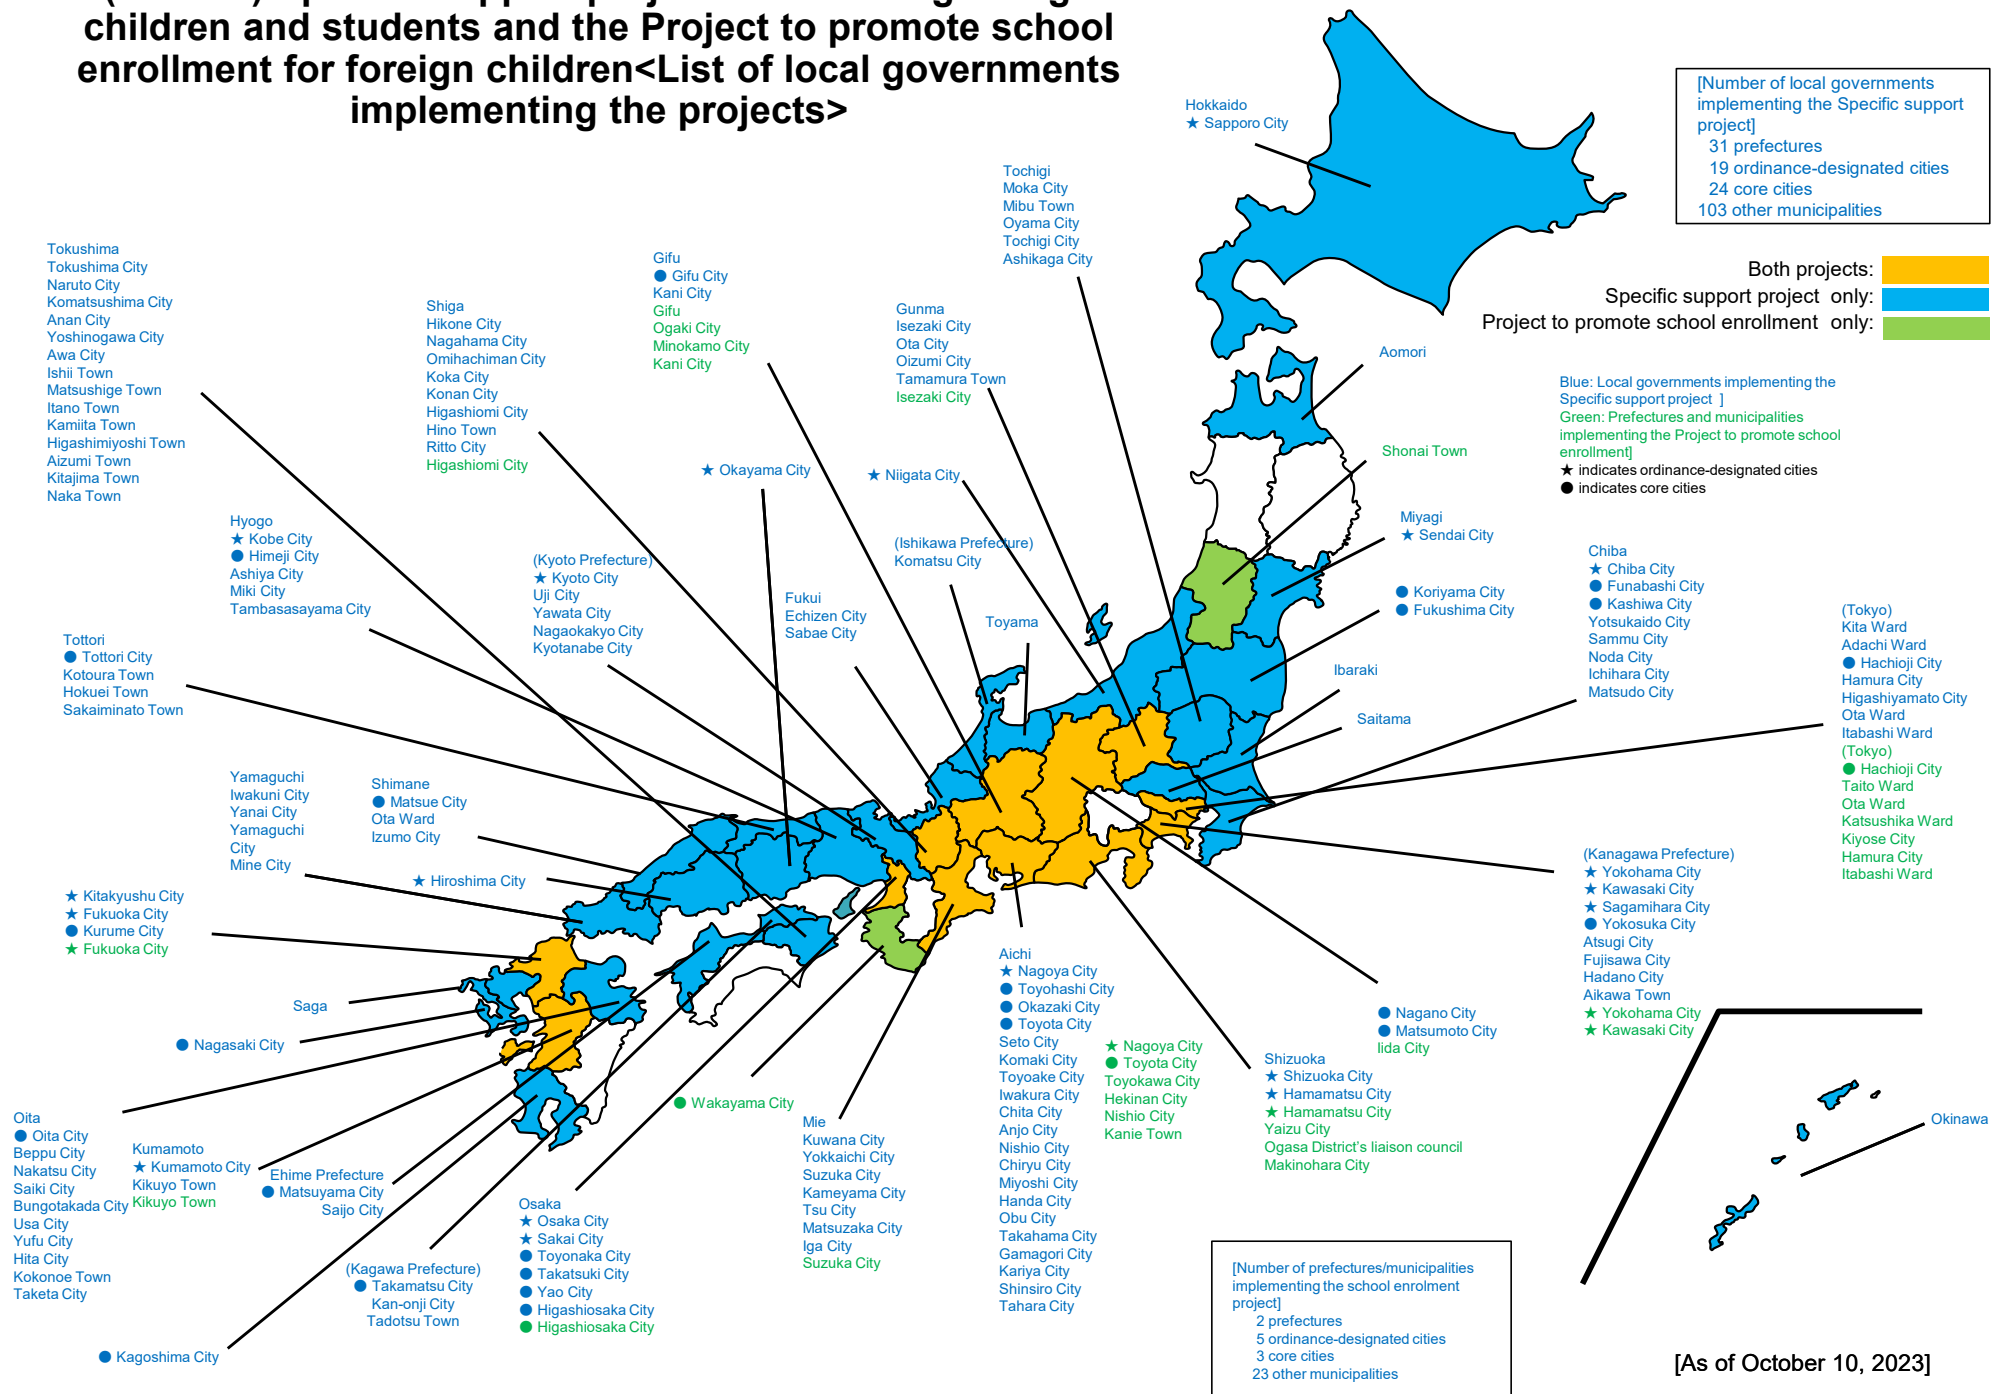 children and students and the Project to promote school
enrollment for foreign children<List of local governments
implementing the projects>
[Number of local governments
implementing the Specific support
project]
31 prefectures
19 ordinance-designated cities
24 core cities
103 other municipalities
Both projects:
Specific support project only:
Project to promote school enrollment only:
Blue: Local governments implementing the
Specific support project ]
Green: Prefectures and municipalities
implementing the Project to promote school
enrollment]
★ indicates ordinance-designated cities
● indicates core cities
Hokkaido
★ Sapporo City
Tochigi
Moka City
Mibu Town
Oyama City
Tochigi City
Ashikaga City
Tokushima
Tokushima City
Naruto City
Komatsushima City
Anan City
Yoshinogawa City
Awa City
Ishii Town
Matsushige Town
Itano Town
Kamiita Town
Higashimiyoshi Town
Aizumi Town
Kitajima Town
Naka Town
Shiga
Hikone City
Nagahama City
Omihachiman City
Koka City
Konan City
Higashiomi City
Hino Town
Ritto City
Higashiomi City
Gifu
● Gifu City
Kani City
Gifu
Ogaki City
Minokamo City
Kani City
Gunma
Isezaki City
Ota City
Oizumi City
Tamamura Town
Isezaki City
Aomori
Shonai Town
★ Okayama City
★ Niigata City
Miyagi
★ Sendai City
Hyogo
★ Kobe City
● Himeji City
Ashiya City
Miki City
Tambasasayama City
(Kyoto Prefecture)
★ Kyoto City
Uji City
Yawata City
Nagaokakyo City
Kyotanabe City
(Ishikawa Prefecture)
Komatsu City
Fukui
Echizen City
Sabae City
Toyama
● Koriyama City
● Fukushima City
Ibaraki
Saitama
Chiba
★ Chiba City
● Funabashi City
● Kashiwa City
Yotsukaido City
Sammu City
Noda City
Ichihara City
Matsudo City
(Tokyo)
Kita Ward
Adachi Ward
● Hachioji City
Hamura City
Higashiyamato City
Ota Ward
Itabashi Ward
(Tokyo)
● Hachioji City
Taito Ward
Ota Ward
Katsushika Ward
Kiyose City
Hamura City
Itabashi Ward
Tottori
● Tottori City
Kotoura Town
Hokuei Town
Sakaiminato Town
Yamaguchi
Iwakuni City
Yanai City
Yamaguchi
City
Mine City
Shimane
● Matsue City
Ota Ward
Izumo City
★ Hiroshima City
★ Kitakyushu City
★ Fukuoka City
● Kurume City
★ Fukuoka City
Saga
● Nagasaki City
(Kanagawa Prefecture)
★ Yokohama City
★ Kawasaki City
★ Sagamihara City
● Yokosuka City
Atsugi City
Fujisawa City
Hadano City
Aikawa Town
★ Yokohama City
★ Kawasaki City
Aichi
★ Nagoya City
● Toyohashi City
● Okazaki City
● Toyota City
Seto City
Komaki City
Toyoake City
Iwakura City
Chita City
Anjo City
Nishio City
Chiryu City
Miyoshi City
Handa City
Obu City
Takahama City
Gamagori City
Kariya City
Shinsiro City
Tahara City
★ Nagoya City
● Toyota City
Toyokawa City
Hekinan City
Nishio City
Kanie Town
● Nagano City
● Matsumoto City
Iida City
Shizuoka
★ Shizuoka City
★ Hamamatsu City
★ Hamamatsu City
Yaizu City
Ogasa District's liaison council
Makinohara City
Okinawa
● Wakayama City
Mie
Kuwana City
Yokkaichi City
Suzuka City
Kameyama City
Tsu City
Matsuzaka City
Iga City
Suzuka City
Oita
● Oita City
Beppu City
Nakatsu City
Saiki City
Bungotakada City
Usa City
Yufu City
Hita City
Kokonoe Town
Taketa City
Kumamoto
★ Kumamoto City
Kikuyo Town
Kikuyo Town
Ehime Prefecture
● Matsuyama City
Saijo City
(Kagawa Prefecture)
● Takamatsu City
Kan-onji City
Tadotsu Town
Osaka
★ Osaka City
★ Sakai City
● Toyonaka City
● Takatsuki City
● Yao City
● Higashiosaka City
● Higashiosaka City
● Kagoshima City
[Number of prefectures/municipalities
implementing the school enrolment
project]
2 prefectures
5 ordinance-designated cities
3 core cities
23 other municipalities
[As of October 10, 2023]